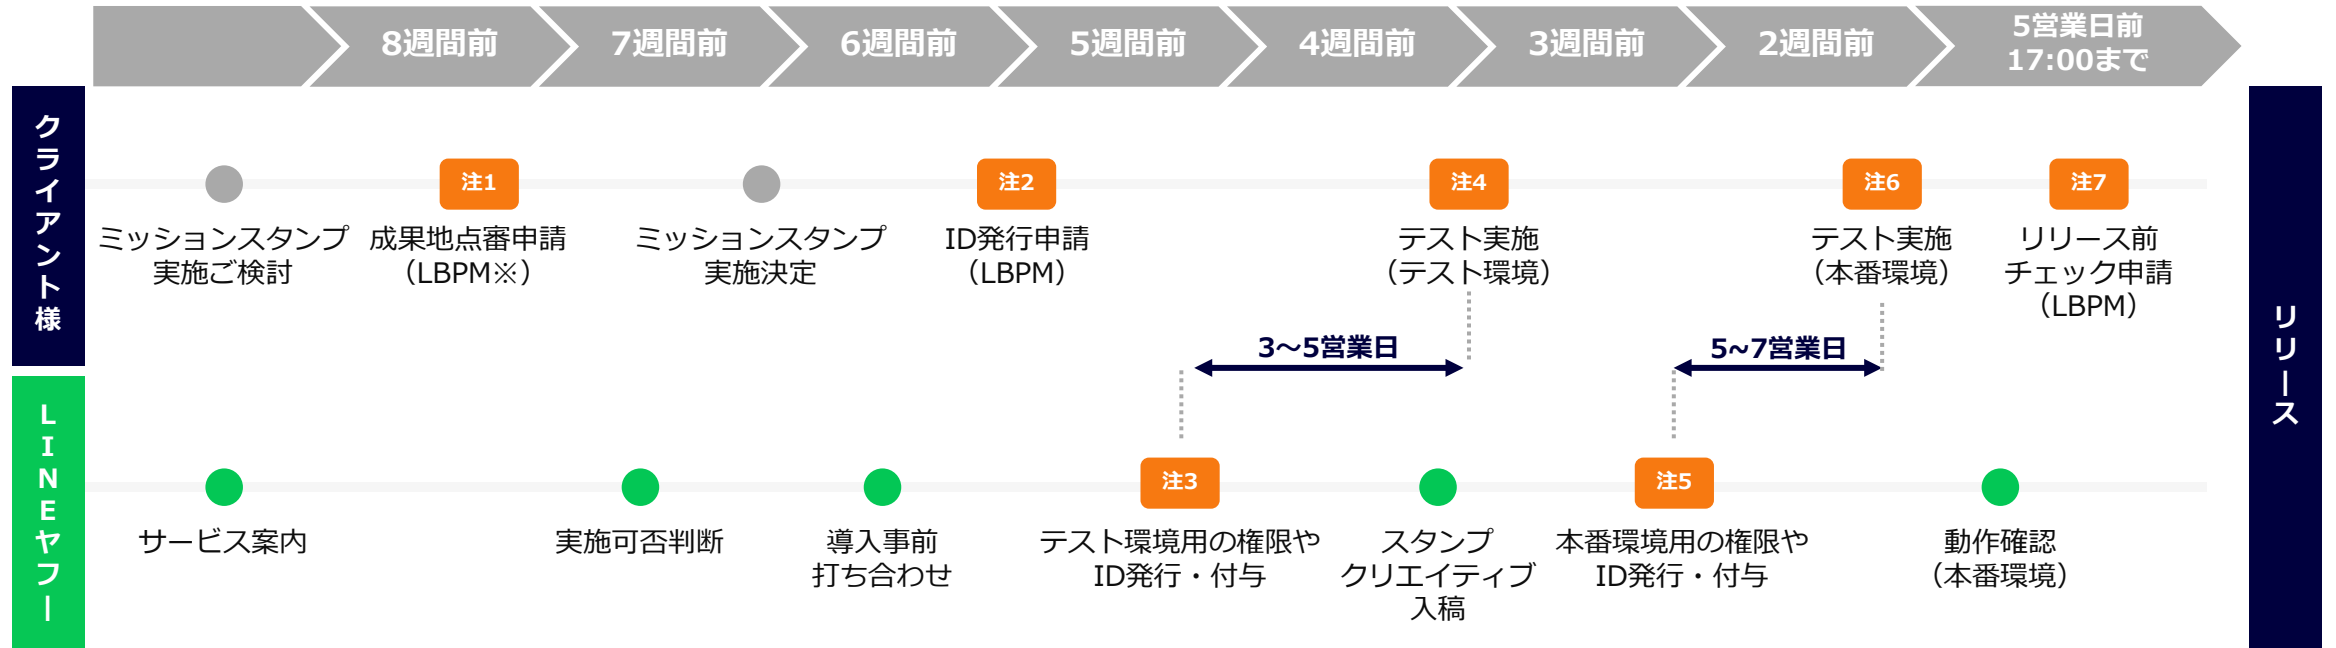 8週間前
7週間前
6週間前
5週間前
4週間前
3週間前
2週間前
5営業日前
17:00まで
クライアント様
注1
注2
注4
注6
注7
ミッションスタンプ
実施ご検討
成果地点審申請
（LBPM※）
ミッションスタンプ
実施決定
ID発行申請
（LBPM）
テスト実施
（テスト環境）
テスト実施
（本番環境）
リリース前
チェック申請
（LBPM）
3～5営業日
5~7営業日
LINEヤフー
注3
注5
サービス案内
実施可否判断
導入事前
打ち合わせ
テスト環境用の権限や
ID発行・付与
スタンプ
クリエイティブ
入稿
本番環境用の権限や
ID発行・付与
動作確認
（本番環境）
リリース